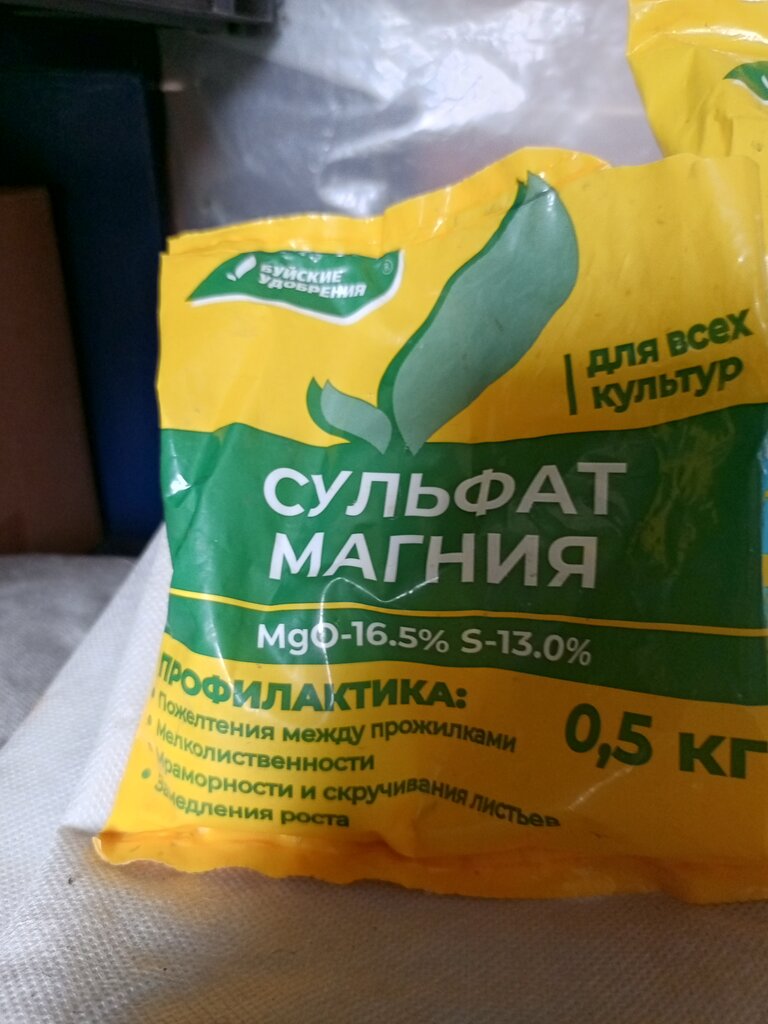 БУЙСКИЕ
УДОБРЕНИЯ
®
для всех
культур
СУЛЬФАТ
МАГНИЯ
MgO-16.5% S-13.0%
ПРОФИЛАКТИКА:
• Пожелтения между прожилками
• Мелколиственности
• Мраморности и скручивания листьев
• Замедления роста
0,5 кг